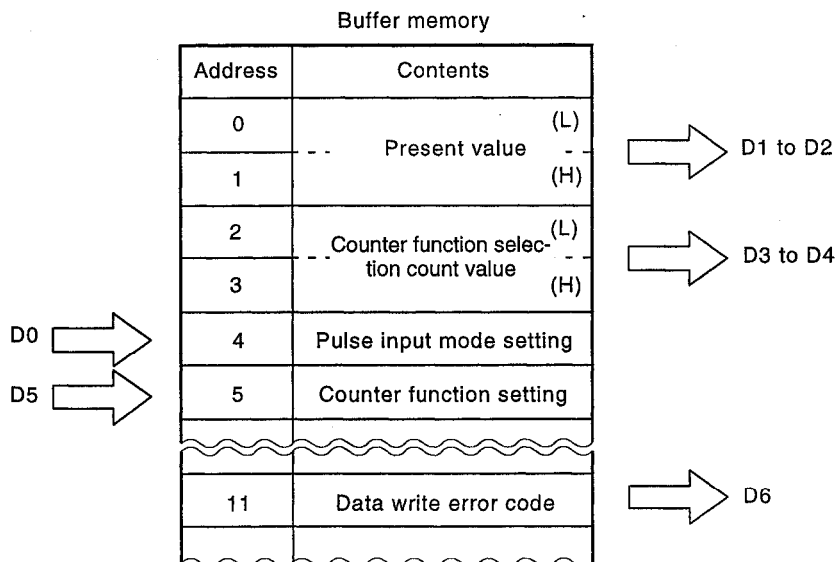 Buffer memory
Address Contents
0 (L)
Present value D1 to D2
1 (H)
2 (L)
Counter function selec-
tion count value D3 to D4
3 (H)
D0 4 Pulse input mode setting
D5 5 Counter function setting
11 Data write error code D6